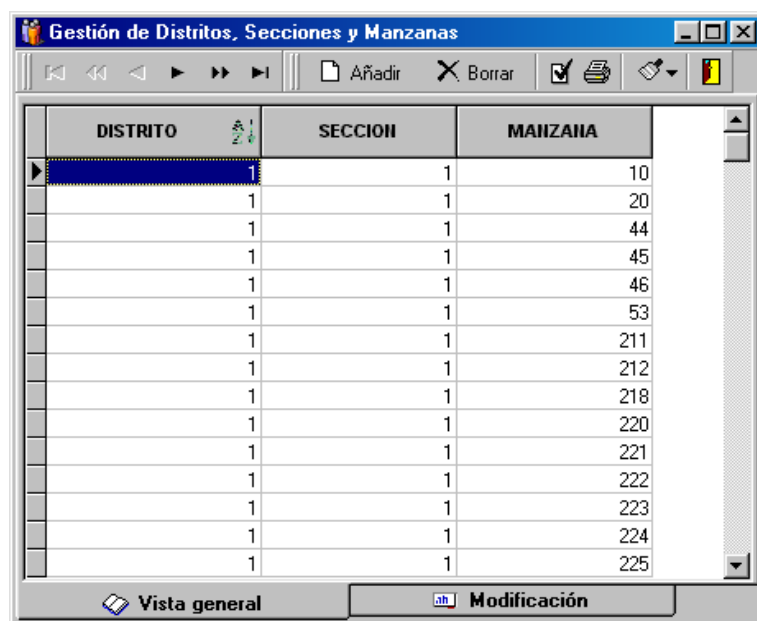 Gestión de Distritos, Secciones y Manzanas
Añadir Borrar
DISTRITO SECCION MANZANA
1 1 10
1 1 20
1 1 44
1 1 45
1 1 46
1 1 53
1 1 211
1 1 212
1 1 218
1 1 220
1 1 221
1 1 222
1 1 223
1 1 224
1 1 225
Vista general Modificación